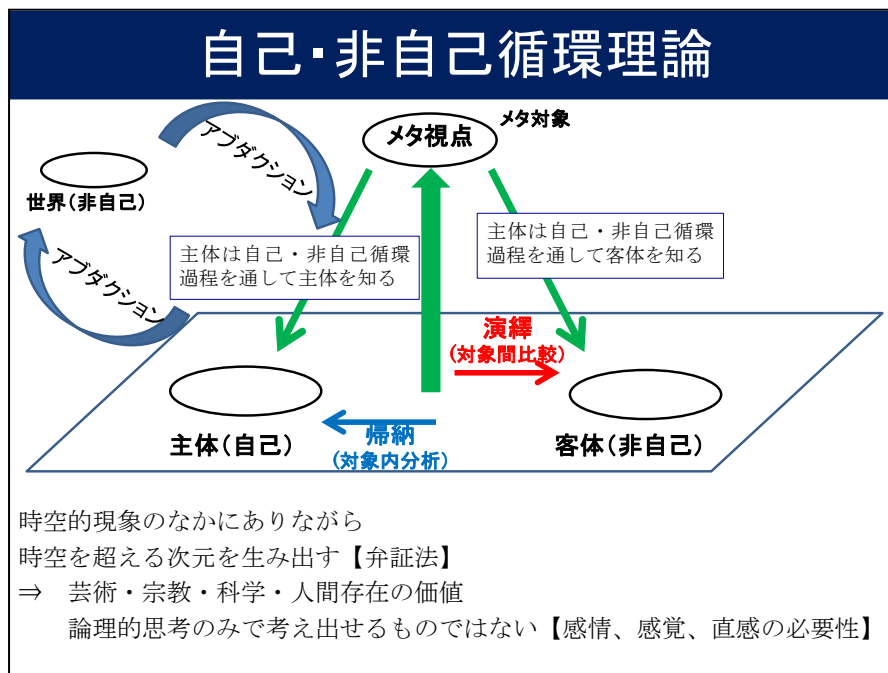 自己・非自己循環理論
アブダクション
メタ視点
メタ対象
世界(非自己)
アブダクション
主体は自己・非自己循環
過程を通して主体を知る
主体は自己・非自己循環
過程を通して客体を知る
演繹
(対象間比較)
主体(自己)
帰納
(対象内分析)
客体(非自己)
時空的現象のなかにありながら
時空を超える次元を生み出す【弁証法】
⇒ 芸術・宗教・科学・人間存在の価値
論理的思考のみで考え出せるものではない【感情、感覚、直感の必要性】